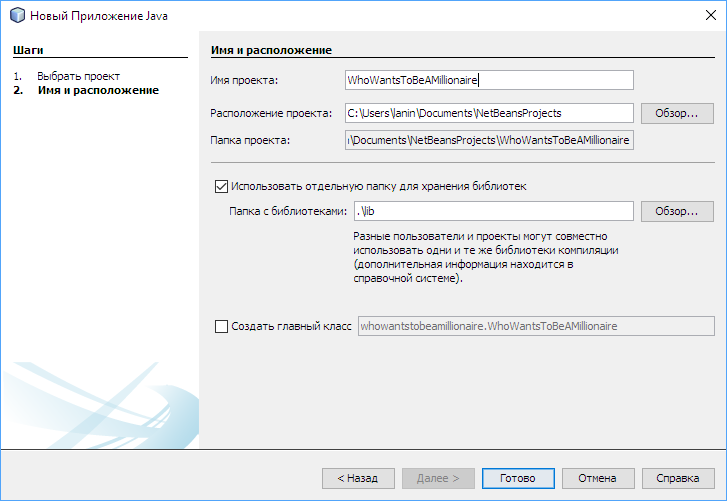 Новый Приложение Java
Шаги
1. Выбрать проект
2. Имя и расположение
Имя и расположение
Имя проекта: WhoWantsToBeAMillionaire
Расположение проекта: C:\Users\lanin\Documents\NetBeansProjects Обзор...
Папка проекта: \Documents\NetBeansProjects\WhoWantsToBeAMillionaire
Использовать отдельную папку для хранения библиотек
Папка с библиотеками: .\lib Обзор...
Разные пользователи и проекты могут совместно
использовать одни и те же библиотеки компиляции
(дополнительная информация находится в
справочной системе).
Создать главный класс whowantstobeamillionaire.WhoWantsToBeAMillionaire
< Назад Далее > Готово Отмена Справка